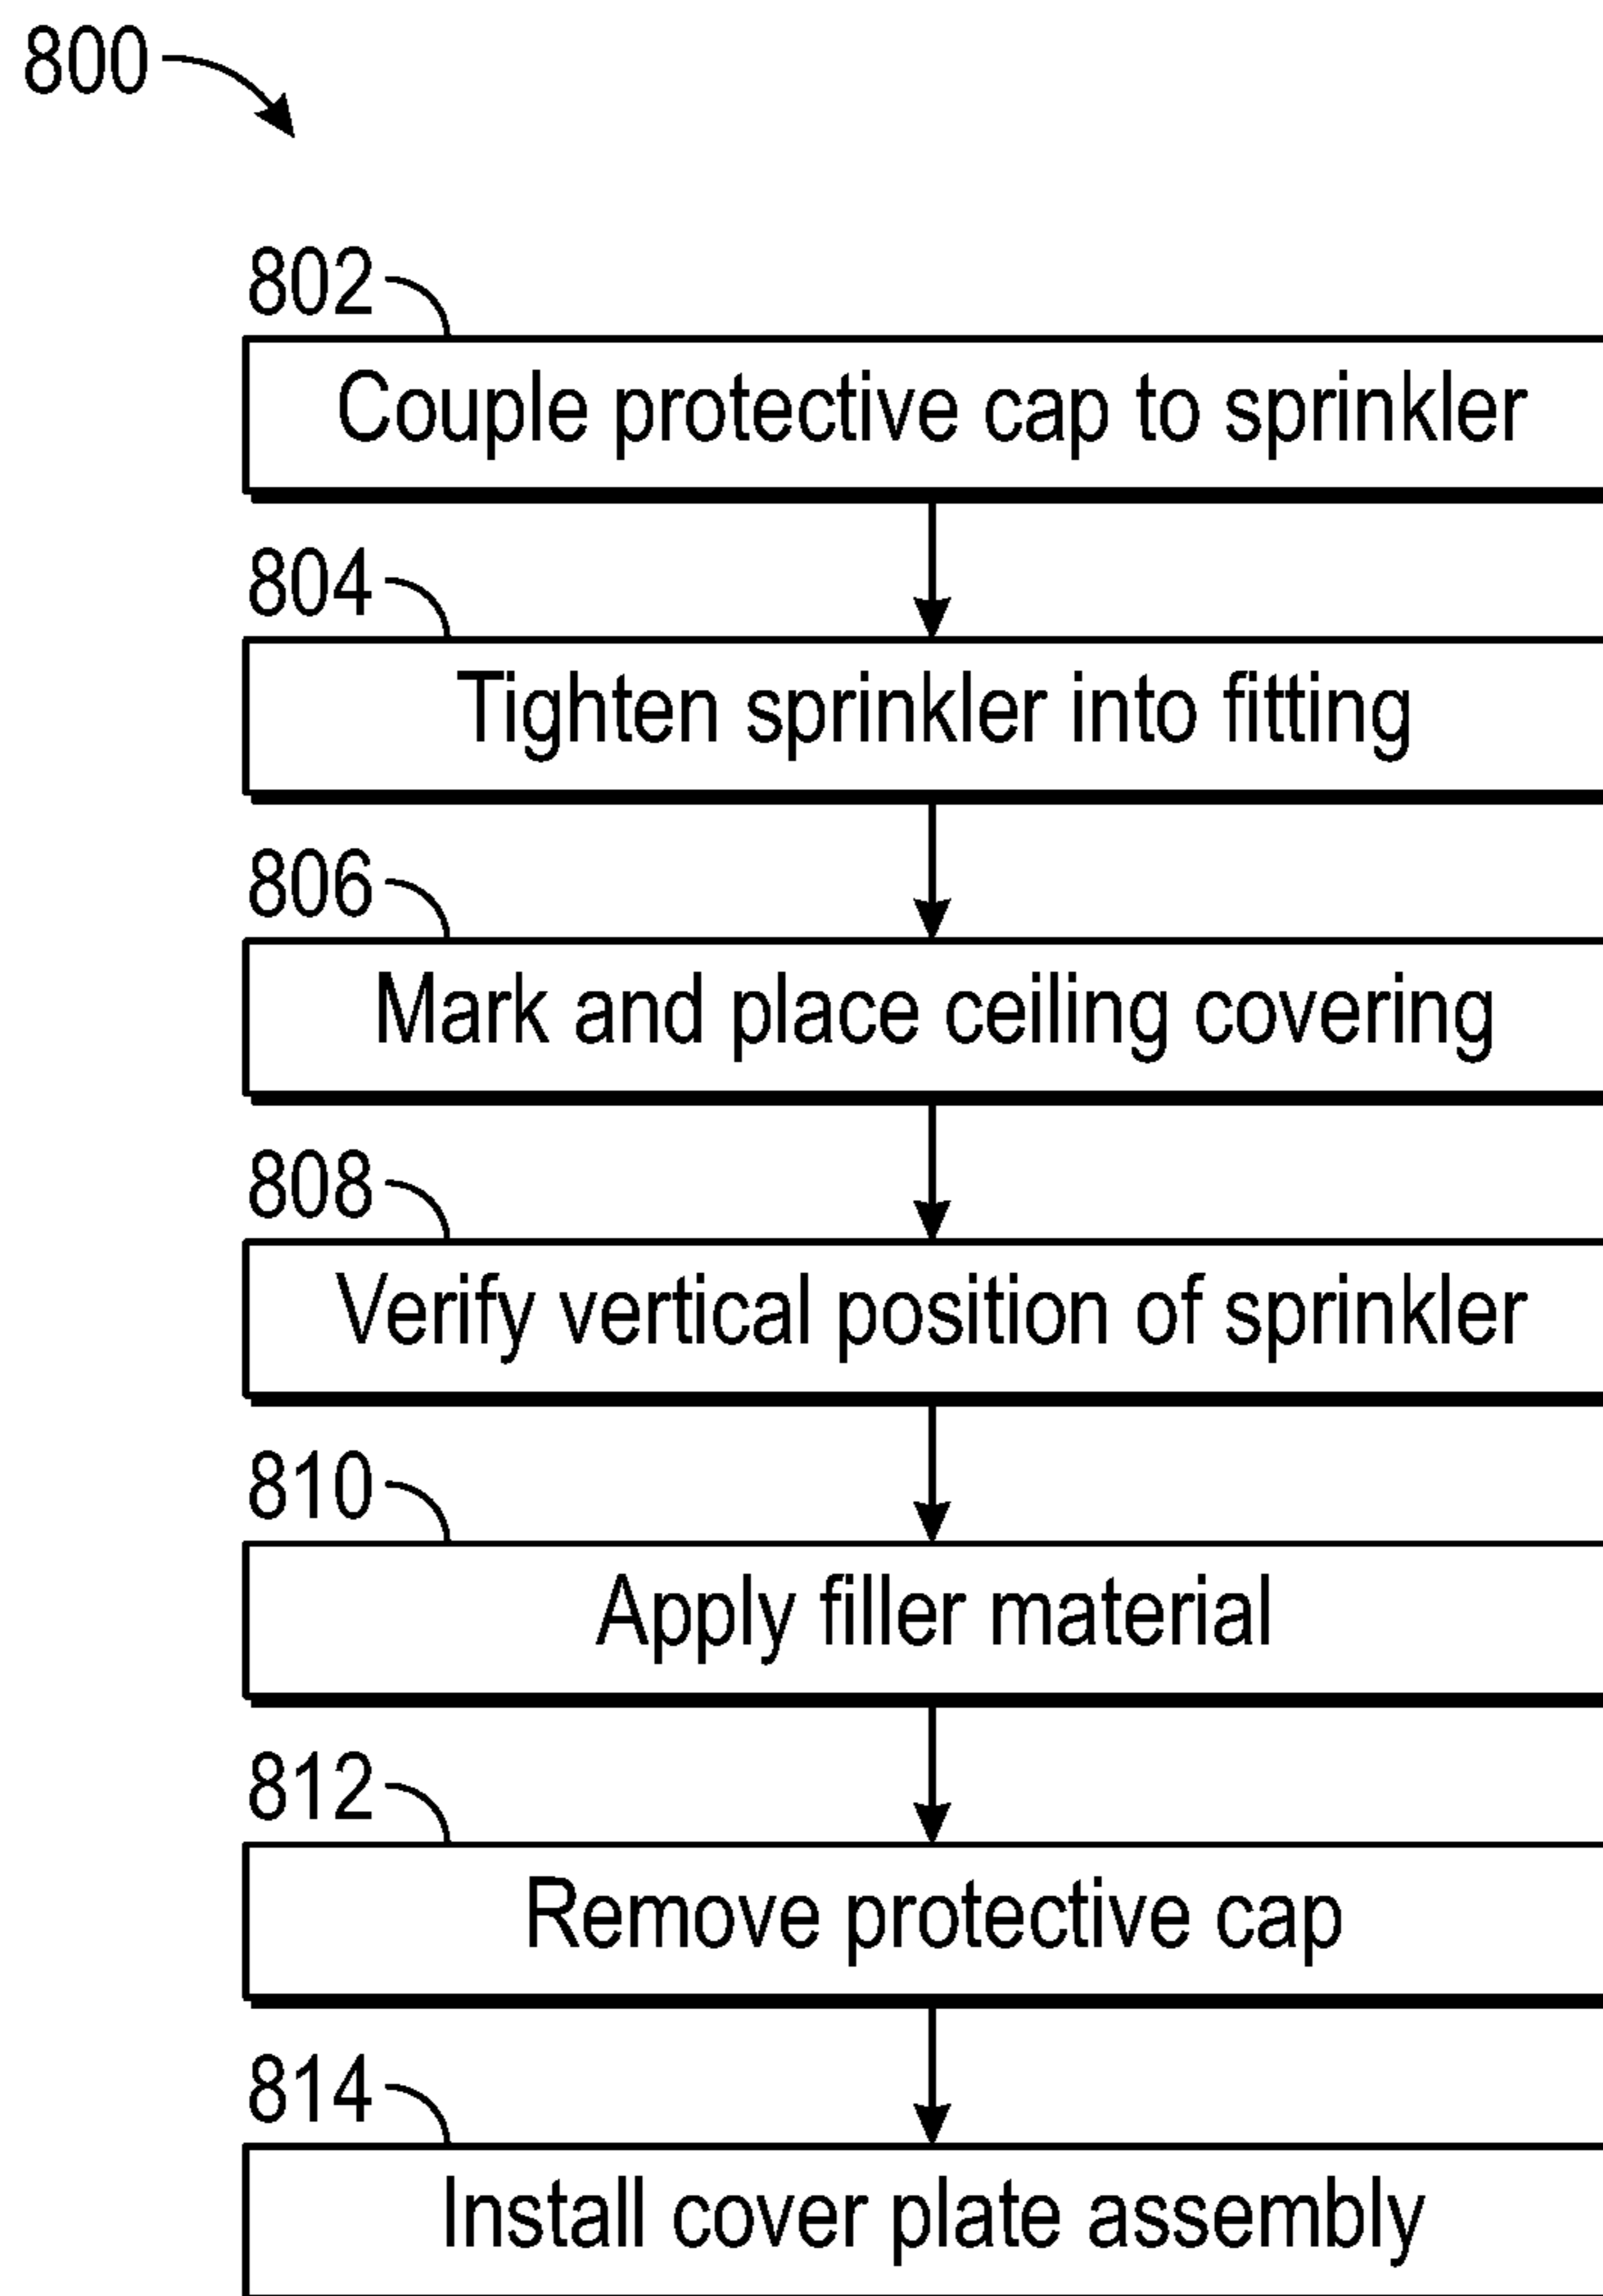 800
802
Couple protective cap to sprinkler
804
Tighten sprinkler into fitting
806
Mark and place ceiling covering
808
Verify vertical position of sprinkler
810
Apply filler material
812
Remove protective cap
814
Install cover plate assembly